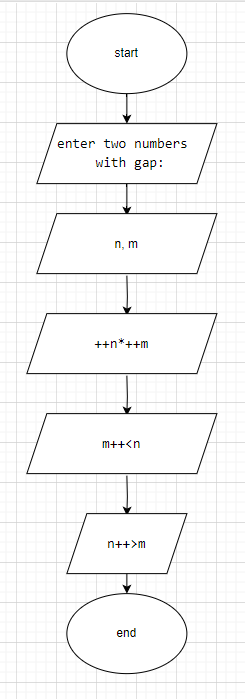 start
enter two numbers
with gap:
n, m
++n*++m
m++<n
n++>m
end